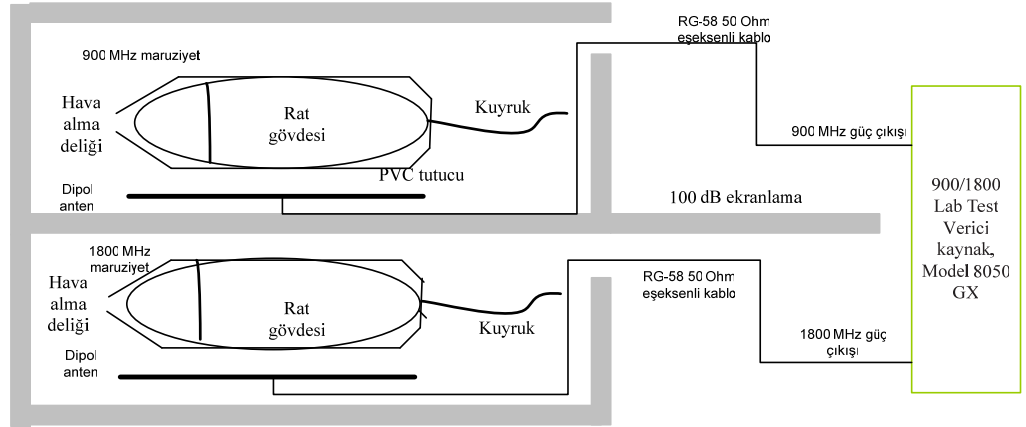 RG-58 50 Ohm
eşeksenli kablo
900 MHz maruziyet
Hava
alma
deliği
Rat
gövdesi
Kuyruk
900 MHz güç çıkışı
PVC tutucu
Dipol
anten
100 dB ekranlama
900/1800
Lab Test
Verici
kaynak,
Model 8050
GX
1800 MHz
maruziyet
Hava
alma
deliği
Rat
gövdesi
Kuyruk
RG-58 50 Ohm
eşeksenli kablo
1800 MHz güç
çıkışı
Dipol
anten